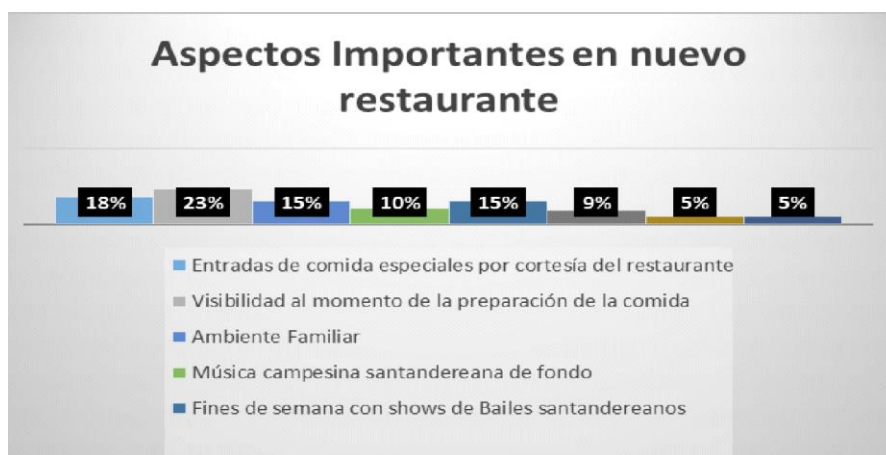 Aspectos Importantes en nuevo
restaurante
18% 23% 15% 10% 15% 9% 5% 5%
Entradas de comida especiales por cortesía del restaurante
Visibilidad al momento de la preparación de la comida
Ambiente Familiar
Música campesina santandereana de fondo
Fines de semana con shows de Bailes santandereanos